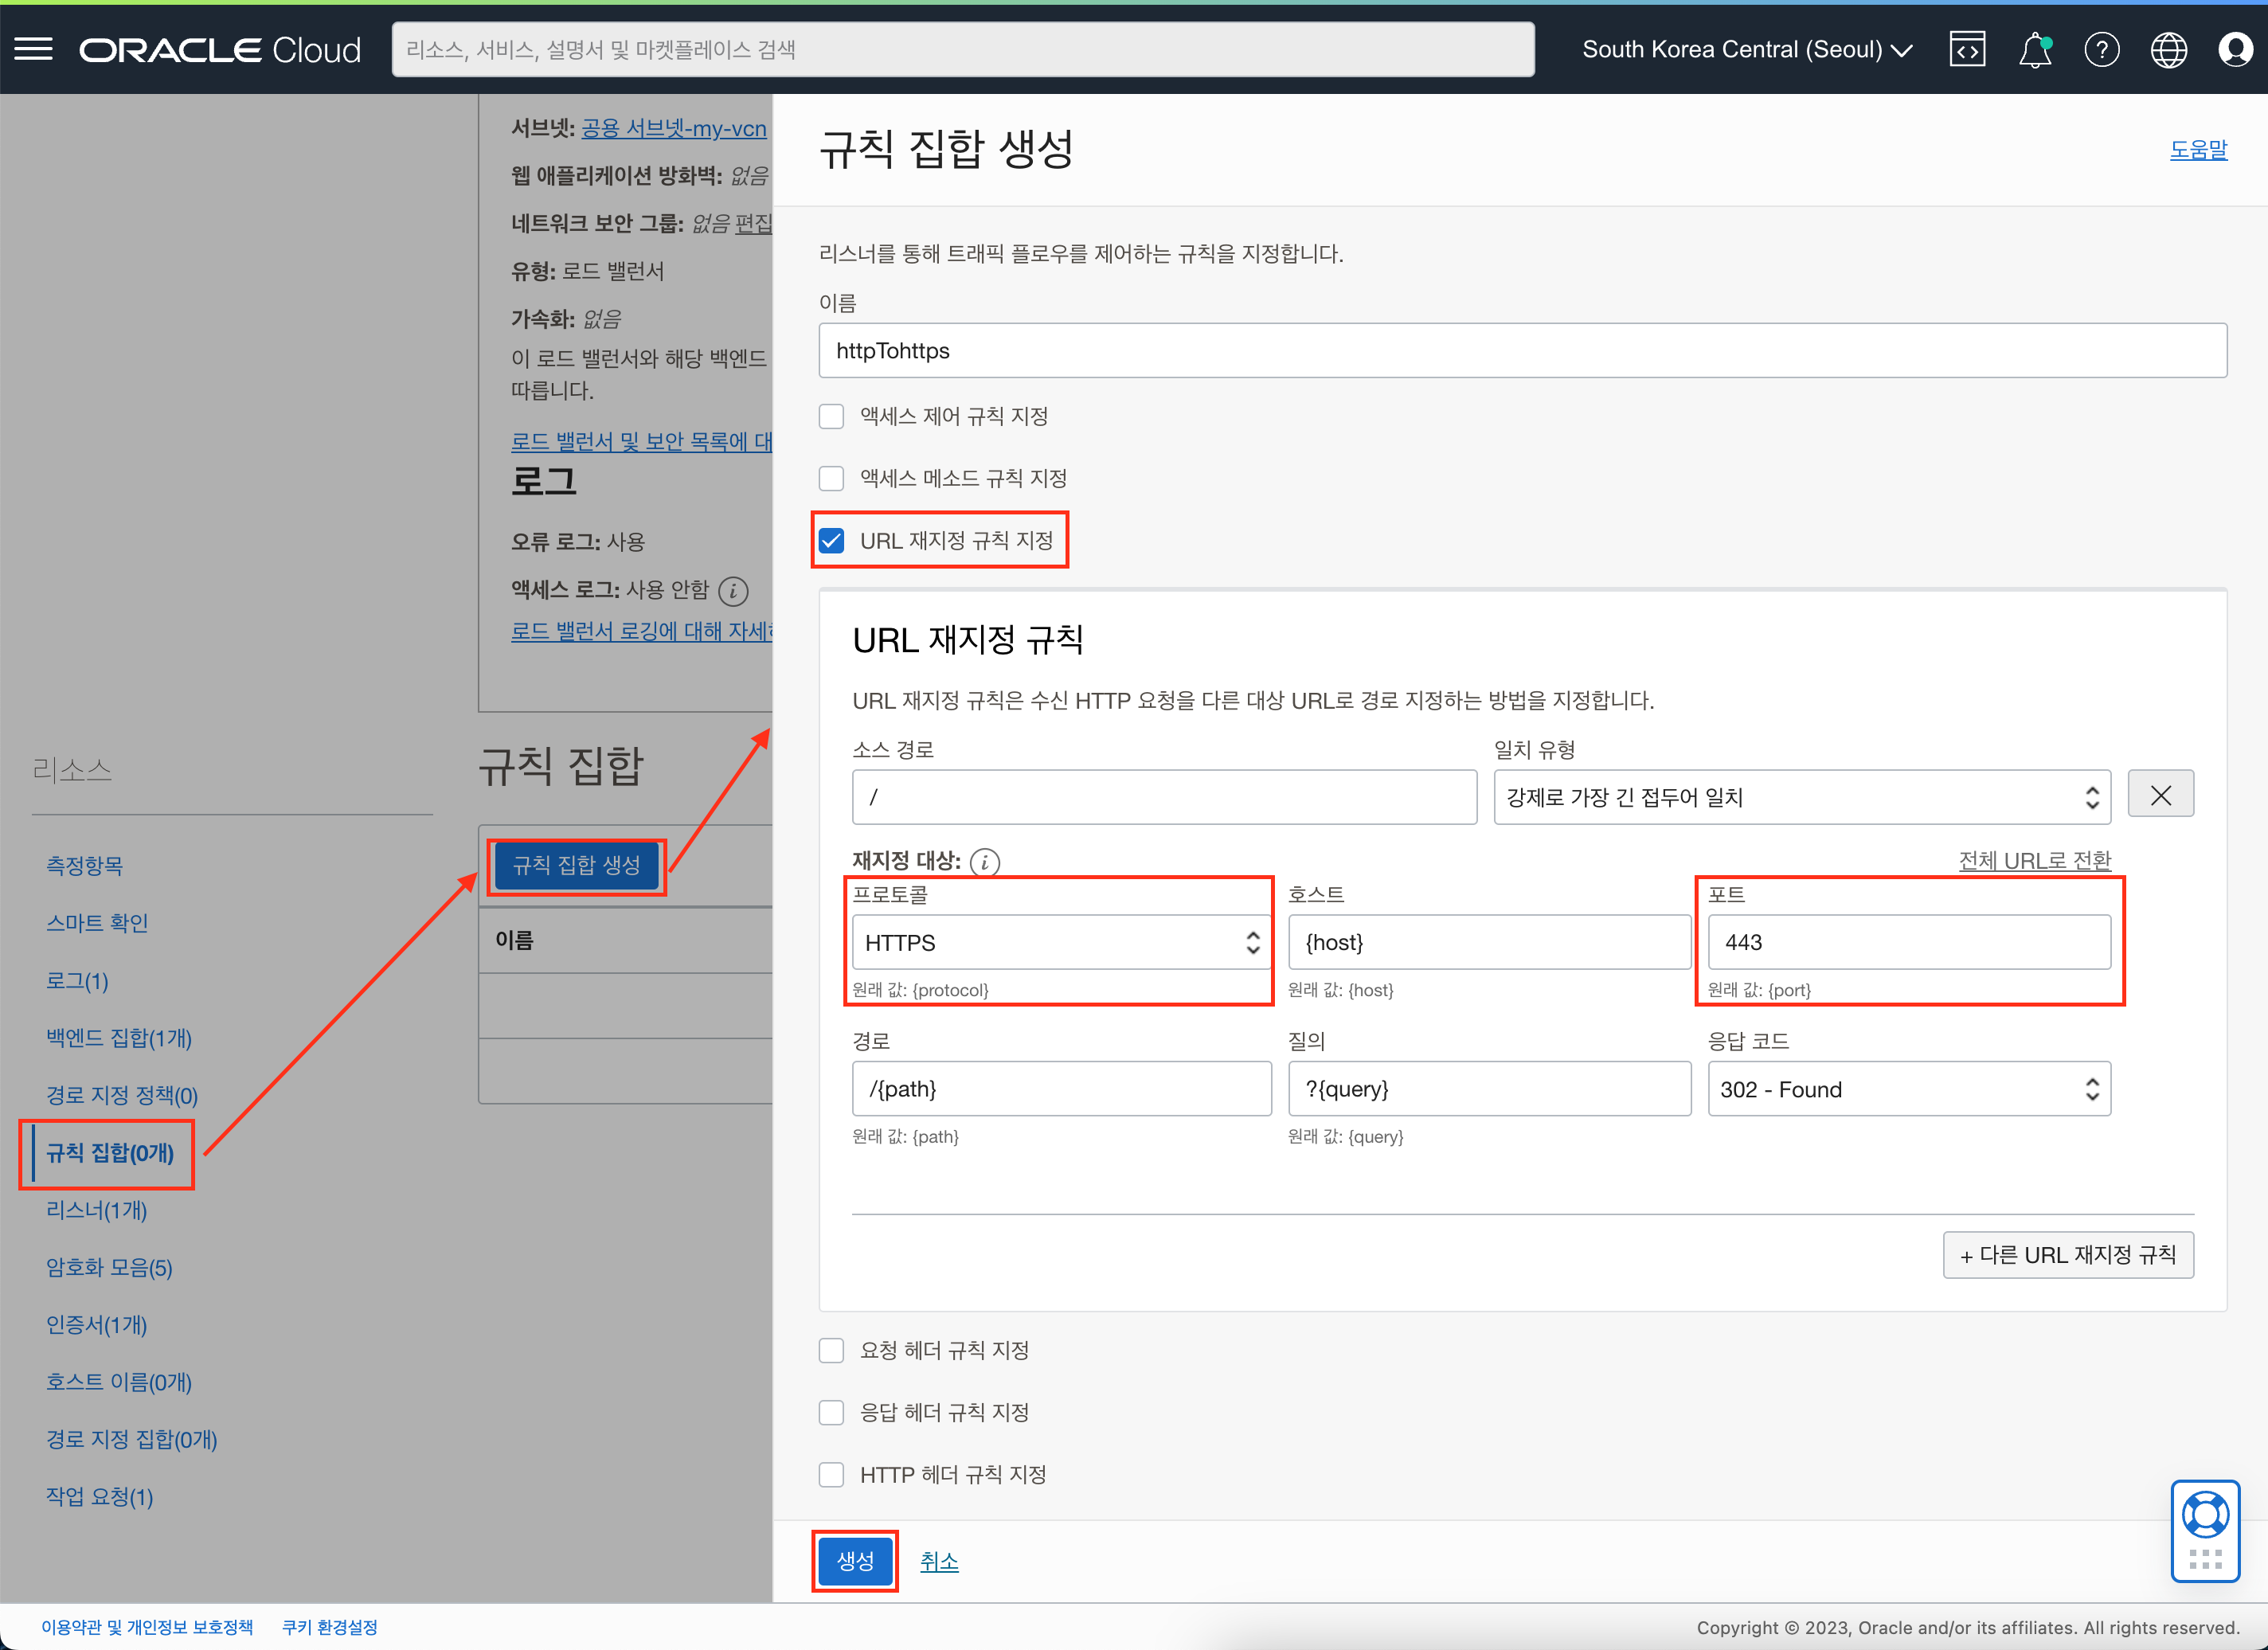 ORACLE Cloud
리소스, 서비스, 설명서 및 마켓플레이스 검색
South Korea Central (Seoul)
서브넷: 공용 서브넷-my-vcn
웹 애플리케이션 방화벽: 없음
네트워크 보안 그룹: 없음 편집
유형: 로드 밸런서
가속화: 없음
이 로드 밸런서와 해당 백엔드
따릅니다.
로드 밸런서 및 보안 목록에 대
로그
오류 로그: 사용
액세스 로그: 사용 안함
로드 밸런서 로깅에 대해 자세히
리소스
측정항목
스마트 확인
로그(1)
백엔드 집합(1개)
경로 지정 정책(0)
규칙 집합(0개)
리스너(1개)
암호화 모음(5)
인증서(1개)
호스트 이름(0개)
경로 지정 집합(0개)
작업 요청(1)
규칙 집합
규칙 집합 생성
이름
규칙 집합 생성
도움말
리스너를 통해 트래픽 플로우를 제어하는 규칙을 지정합니다.
이름
httpTohttps
액세스 제어 규칙 지정
액세스 메소드 규칙 지정
URL 재지정 규칙 지정
URL 재지정 규칙
URL 재지정 규칙은 수신 HTTP 요청을 다른 대상 URL로 경로 지정하는 방법을 지정합니다.
소스 경로 일치 유형
/ 강제로 가장 긴 접두어 일치
재지정 대상: 전체 URL로 전환
프로토콜 호스트 포트
HTTPS {host} 443
원래 값: {protocol} 원래 값: {host} 원래 값: {port}
경로 질의 응답 코드
/{path} ?{query} 302 - Found
원래 값: {path} 원래 값: {query}
+ 다른 URL 재지정 규칙
요청 헤더 규칙 지정
응답 헤더 규칙 지정
HTTP 헤더 규칙 지정
생성 취소
이용약관 및 개인정보 보호정책 쿠키 환경설정
Copyright © 2023, Oracle and/or its affiliates. All rights reserved.